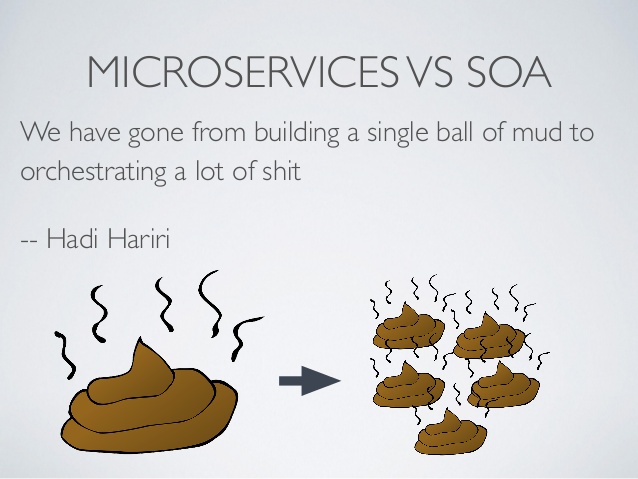 MICROSERVICES VS SOA
We have gone from building a single ball of mud to
orchestrating a lot of shit
-- Hadi Hariri